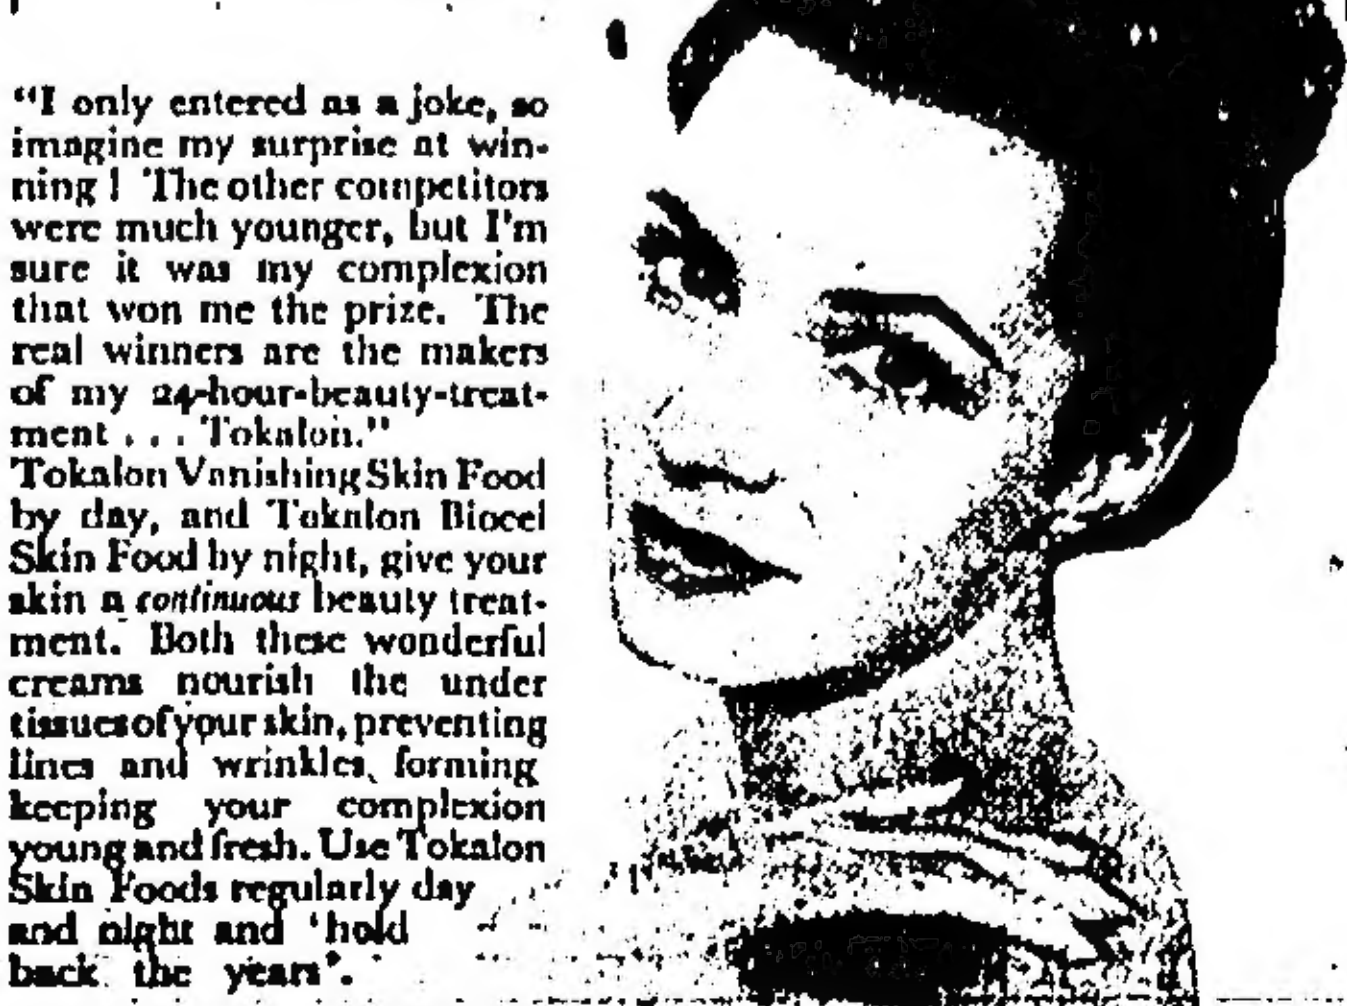 “I only entered as a joke, so
imagine my surprise at win-
ning! The other competitors
were much younger, but I'm
sure it was my complexion
that won me the prize. The
real winners are the makers
of my 24-hour-beauty-treat-
ment . . . Tokalon.”
Tokalon Vanishing Skin Food
by day, and Tokalon Biocel
Skin Food by night, give your
skin a continuous beauty treat-
ment. Both these wonderful
creams nourish the under
tissues of your skin, preventing
lines and wrinkles, forming
keeping your complexion
young and fresh. Use Tokalon
Skin Foods regularly day
and night and ‘hold
back the years’.